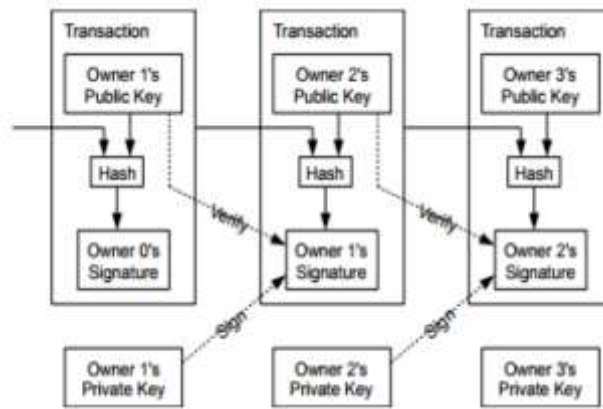 Transaction
Owner 1's
Public Key
Hash
Owner 0's
Signature
Verify
Transaction
Owner 2's
Public Key
Hash
Owner 1's
Signature
Verify
Transaction
Owner 3's
Public Key
Hash
Owner 2's
Signature
Sign
Sign
Owner 1's
Private Key
Owner 2's
Private Key
Owner 3's
Private Key